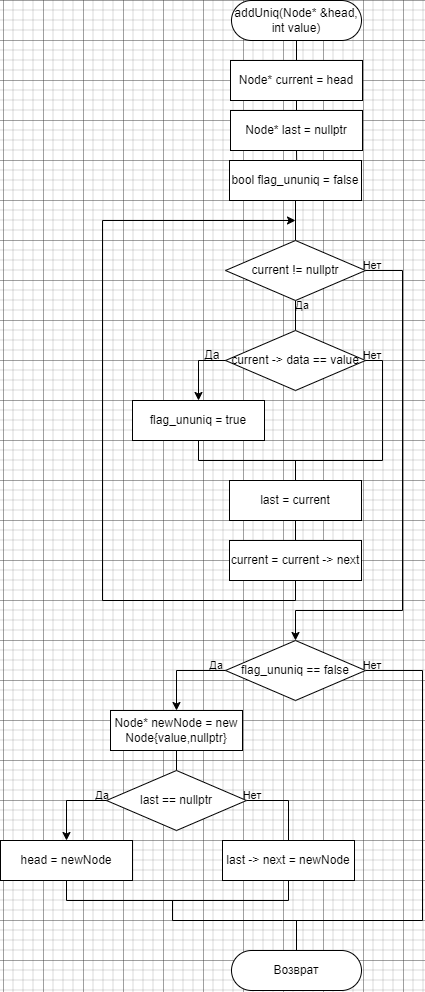 addUniq(Node* &head,
int value)
Node* current = head
Node* last = nullptr
bool flag_ununiq = false
current != nullptr
Нет
Да
Да
current -> data == value
Нет
flag_ununiq = true
last = current
current = current -> next
Да
flag_ununiq == false
Нет
Node* newNode = new
Node{value,nullptr}
Да
last == nullptr
Нет
head = newNode
last -> next = newNode
Возврат